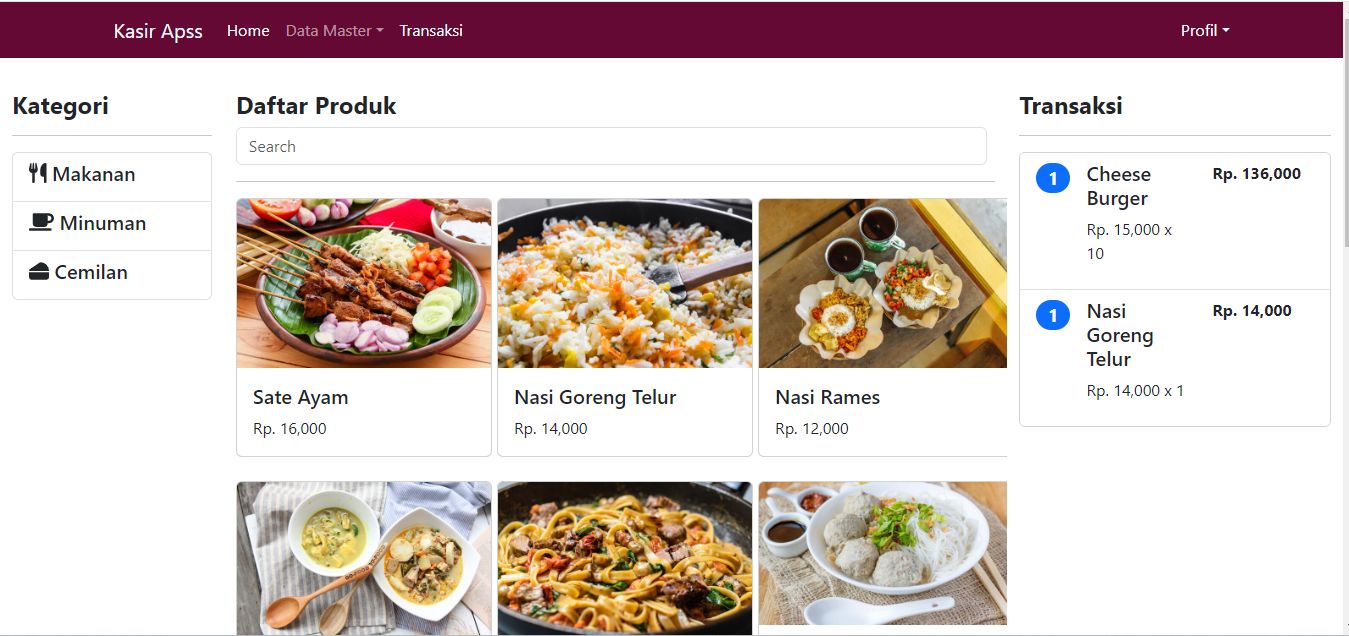 Kasir Apss Home Data Master Transaksi Profil
Kategori
Makanan
Minuman
Cemilan
Daftar Produk
Search
Sate Ayam
Rp. 16,000
Nasi Goreng Telur
Rp. 14,000
Nasi Rames
Rp. 12,000
Transaksi
1 Cheese Rp. 136,000
Burger
Rp. 15,000 x
10
1 Nasi Rp. 14,000
Goreng
Telur
Rp. 14,000 x 1